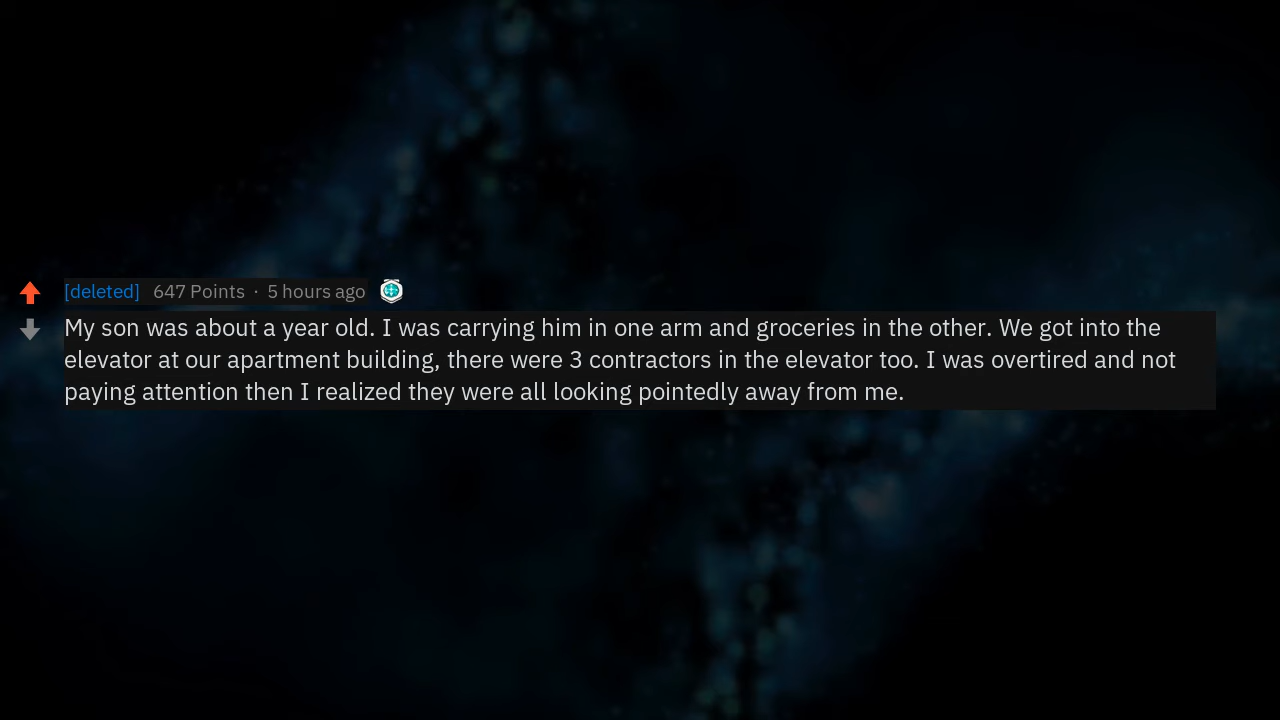 [deleted] 647 Points · 5 hours ago
My son was about a year old. I was carrying him in one arm and groceries in the other. We got into the
elevator at our apartment building, there were 3 contractors in the elevator too. I was overtired and not
paying attention then I realized they were all looking pointedly away from me.